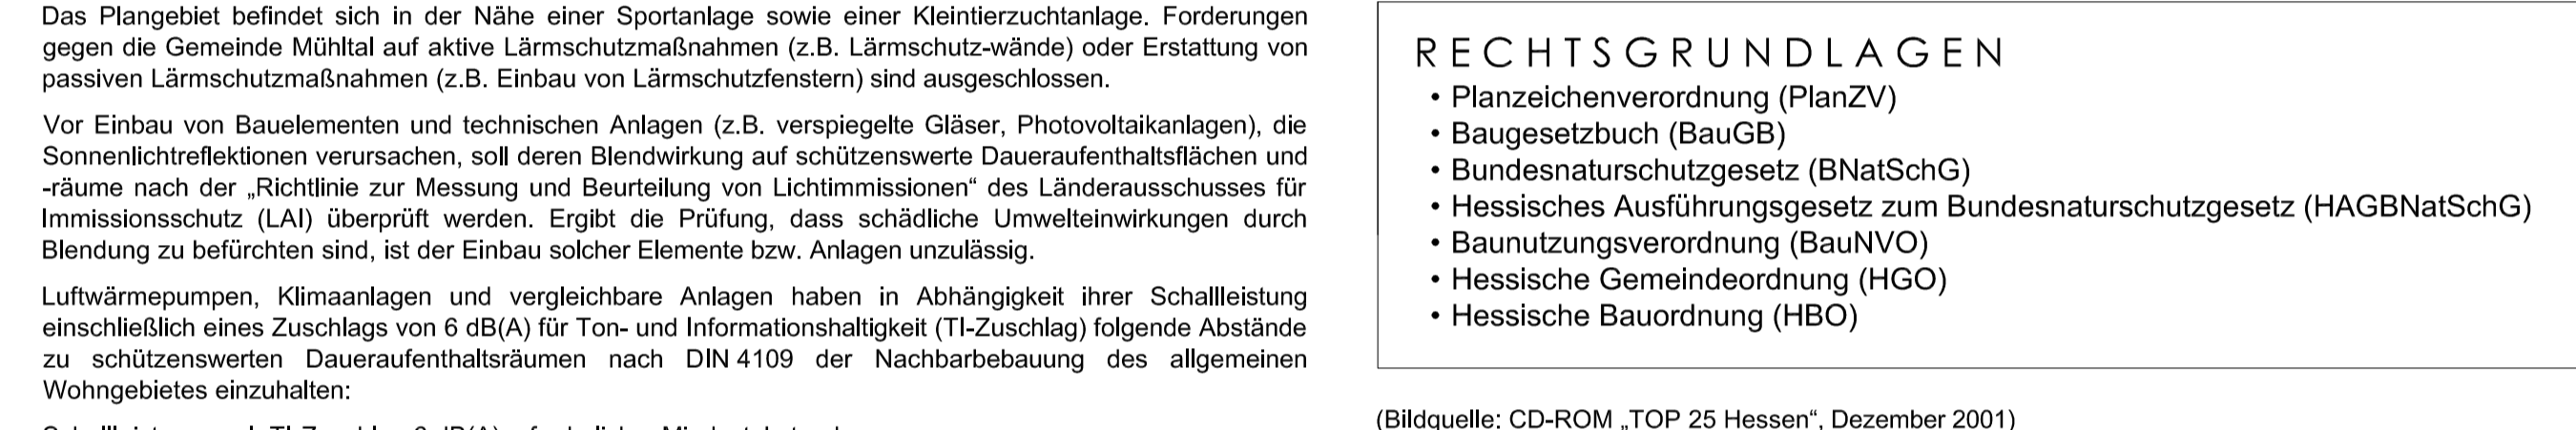 Das Plangebiet befindet sich in der Nähe einer Sportanlage sowie einer Kleintierzuchtanlage. Forderungen
gegen die Gemeinde Mühltal auf aktive Lärmschutzmaßnahmen (z.B. Lärmschutz-wände) oder Erstattung von
passiven Lärmschutzmaßnahmen (z.B. Einbau von Lärmschutzfenstern) sind ausgeschlossen.
Vor Einbau von Bauelementen und technischen Anlagen (z.B. verspiegelte Gläser, Photovoltaikanlagen), die
Sonnenlichtreflektionen verursachen, soll deren Blendwirkung auf schützenswerte Daueraufenthaltsflächen und
-räume nach der „Richtlinie zur Messung und Beurteilung von Lichtimmissionen“ des Länderausschusses für
Immissionsschutz (LAI) überprüft werden. Ergibt die Prüfung, dass schädliche Umwelteinwirkungen durch
Blendung zu befürchten sind, ist der Einbau solcher Elemente bzw. Anlagen unzulässig.
Luftwärmepumpen, Klimaanlagen und vergleichbare Anlagen haben in Abhängigkeit ihrer Schallleistung
einschließlich eines Zuschlags von 6 dB(A) für Ton- und Informationshaltigkeit (TI-Zuschlag) folgende Abstände
zu schützenswerten Daueraufenthaltsräumen nach DIN 4109 der Nachbarbebauung des allgemeinen
Wohngebietes einzuhalten:
RECHTSGRUNDLAGEN
• Planzeichenverordnung (PlanZV)
• Baugesetzbuch (BauGB)
• Bundesnaturschutzgesetz (BNatSchG)
• Hessisches Ausführungsgesetz zum Bundesnaturschutzgesetz (HAGBNatSchG)
• Baunutzungsverordnung (BauNVO)
• Hessische Gemeindeordnung (HGO)
• Hessische Bauordnung (HBO)
(Bildquelle: CD-ROM „TOP 25 Hessen“, Dezember 2001)